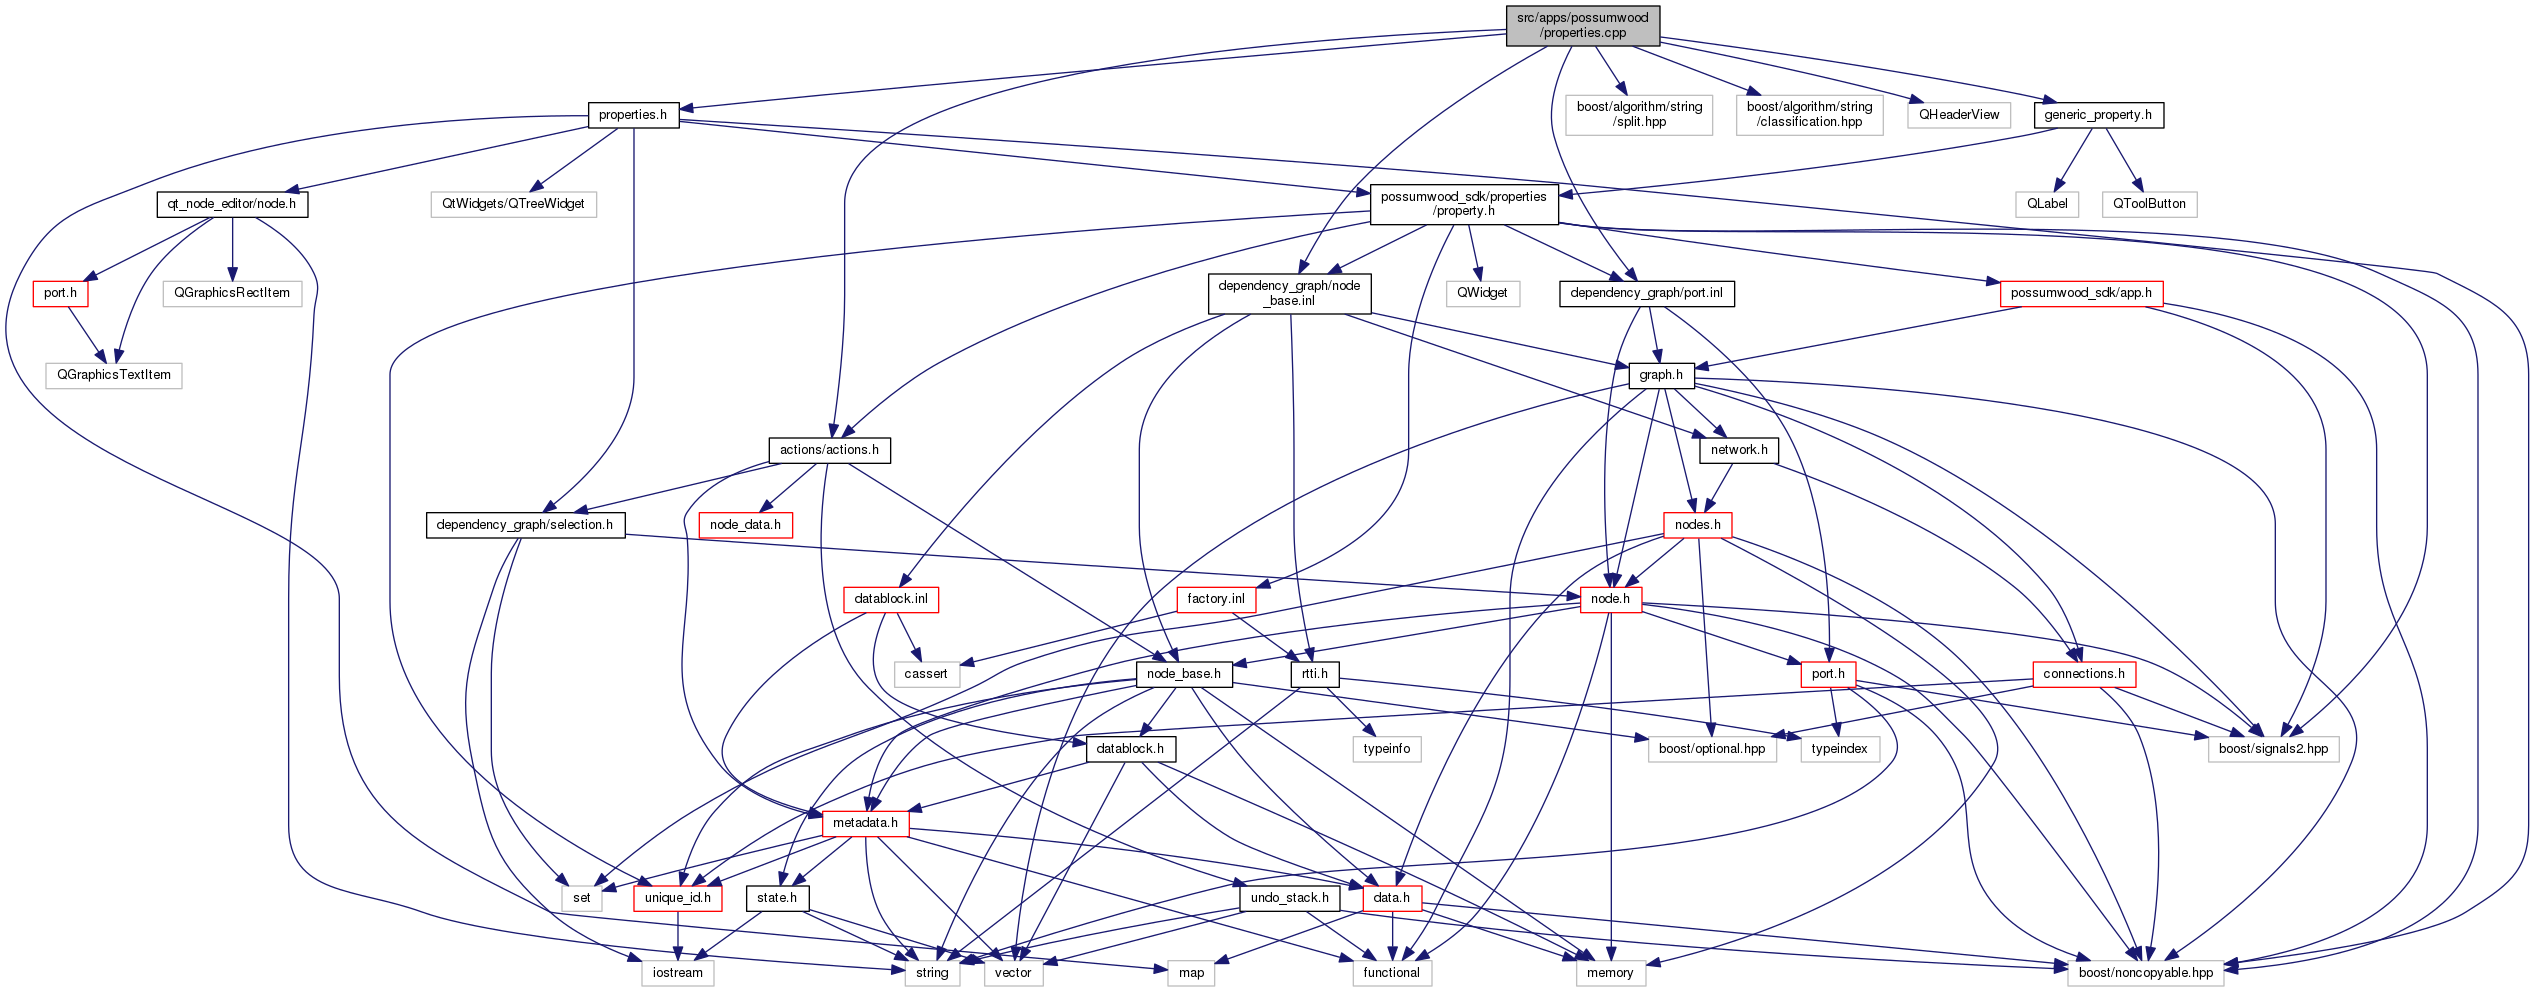 src/apps/possumwood
/properties.cpp
properties.h
boost/algorithm/string
/split.hpp
boost/algorithm/string
/classification.hpp
QHeaderView
generic_property.h
qt_node_editor/node.h
QtWidgets/QTreeWidget
possumwood_sdk/properties
/property.h
QLabel
QToolButton
port.h
QGraphicsRectItem
dependency_graph/node
_base.inl
QWidget
dependency_graph/port.inl
possumwood_sdk/app.h
QGraphicsTextItem
graph.h
actions/actions.h
network.h
dependency_graph/selection.h
node_data.h
nodes.h
datablock.inl
factory.inl
node.h
cassert
node_base.h
rtti.h
port.h
connections.h
datablock.h
typeinfo
boost/optional.hpp
typeindex
boost/signals2.hpp
metadata.h
set
unique_id.h
state.h
undo_stack.h
data.h
iostream
string
vector
map
functional
memory
boost/noncopyable.hpp